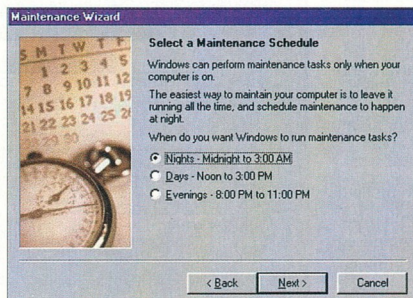 Maintenance Wizard
S M T W T F
1 2 3 4 5
7 8 9 10 11 12
14 15 16 17 18 19
21 22 23 24 25 26
28 30
Select a Maintenance Schedule
Windows can perform maintenance tasks only when your
computer is on.
The easiest way to maintain your computer is to leave it
running all the time, and schedule maintenance to happen
at night.
When do you want Windows to run maintenance tasks?
Nights - Midnight to 3:00 AM
Days - Noon to 3:00 PM
Evenings - 8:00 PM to 11:00 PM
< Back
Next >
Cancel